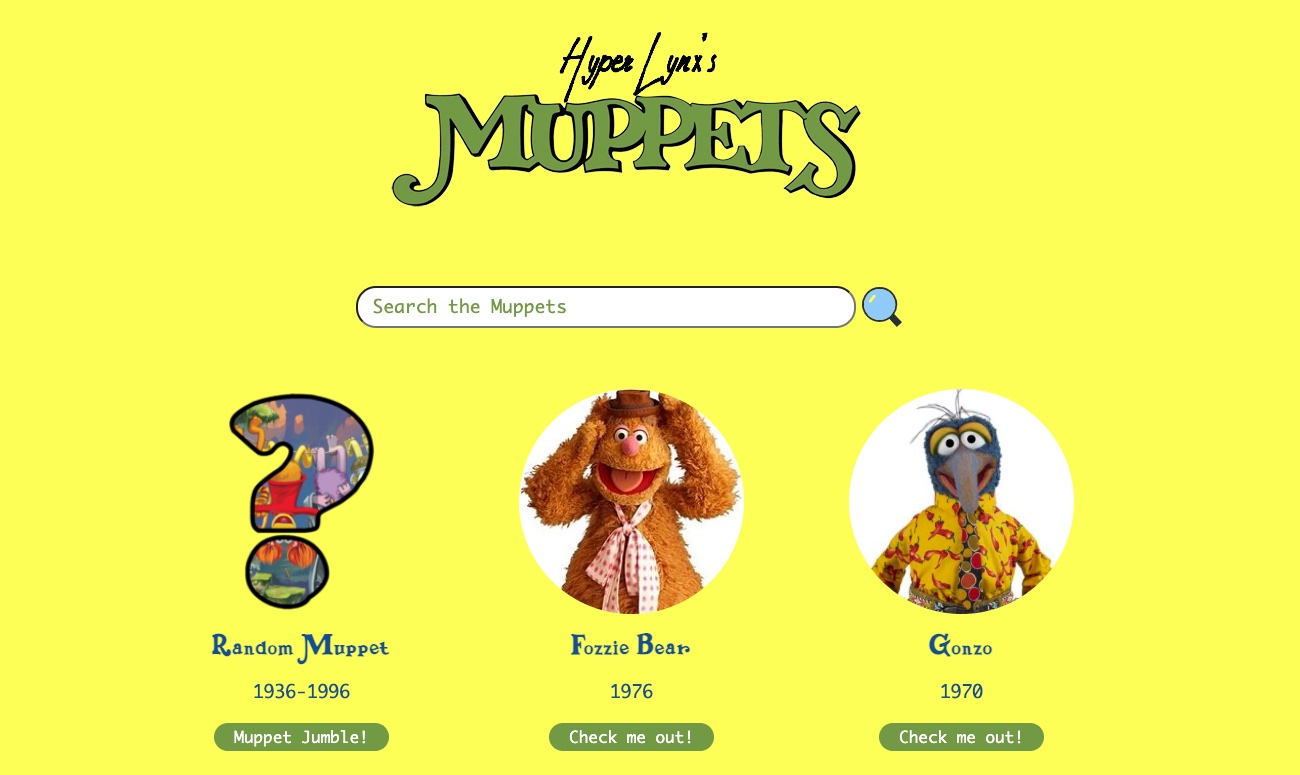 Hyper Lynx's
MUPPETS
Search the Muppets
Random Muppet
1936-1996
Muppet Jumble!
Fozzie Bear
1976
Check me out!
Gonzo
1970
Check me out!